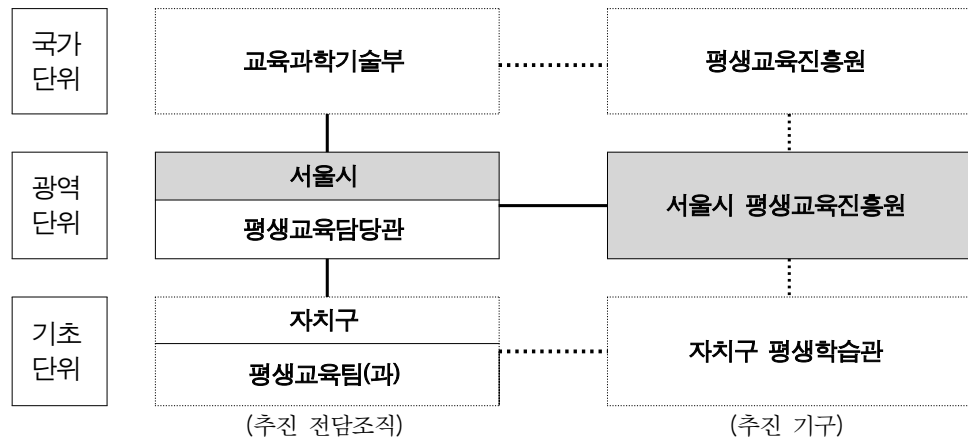 국가
단위
교육과학기술부
평생교육진흥원
광역
단위
서울시
평생교육담당관
서울시 평생교육진흥원
기초
단위
자치구
평생교육팀(과)
자치구 평생학습관
(추진 전담조직)
(추진 기구)